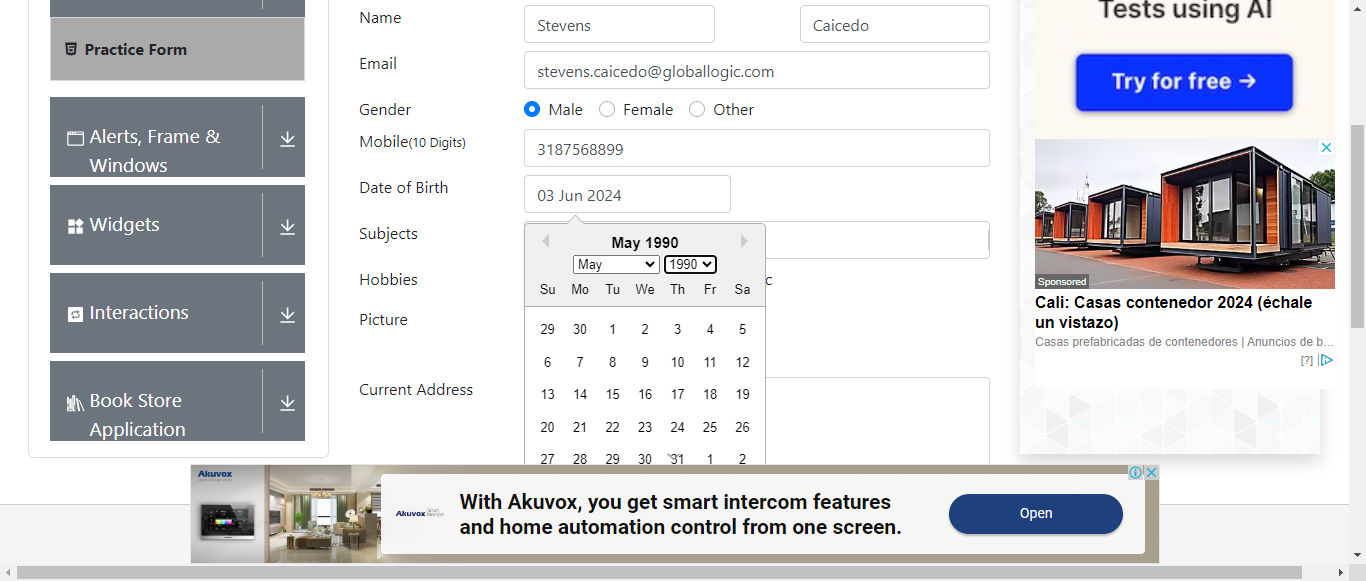 Practice Form
Alerts, Frame &
Windows
Widgets
Interactions
Book Store
Application
Name
Stevens
Caicedo
Email
stevens.caicedo@globallogic.com
Gender
Male
Female
Other
Mobile(10 Digits)
3187568899
Date of Birth
03 Jun 2024
Subjects
May 1990
May
1990
Su Mo Tu We Th Fr Sa
29 30 1 2 3 4 5
6 7 8 9 10 11 12
13 14 15 16 17 18 19
20 21 22 23 24 25 26
27 28 29 30 31 1 2
Hobbies
c
Picture
Current Address
Tests using AI
Try for free →
Sponsored
Cali: Casas contenedor 2024 (échale
un vistazo)
Casas prefabricadas de contenedores | Anuncios de b...
[?]
Akuvox
Akuvox
With Akuvox, you get smart intercom features
and home automation control from one screen.
Open